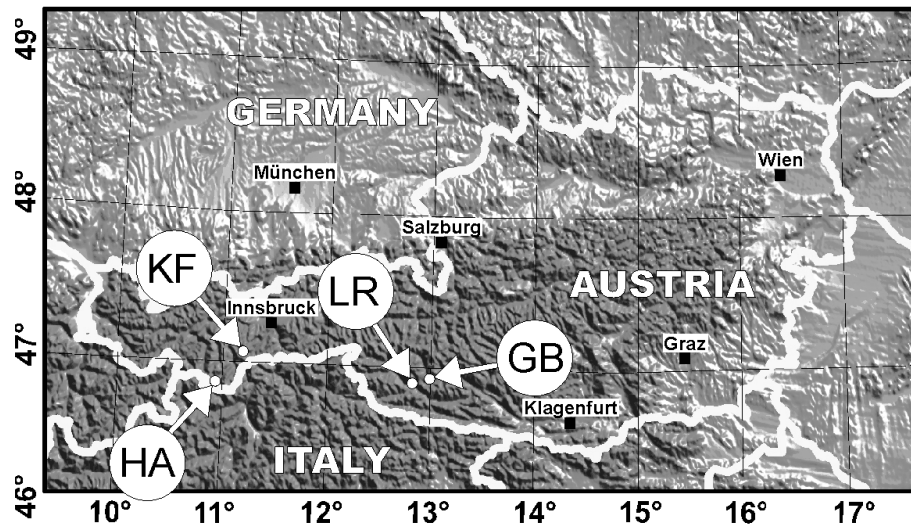 49°
GERMANY
München
Wien
48°
Salzburg
KF
LR
AUSTRIA
Innsbruck
47°
GB
Graz
Klagenfurt
HA
ITALY
46°
10° 11° 12° 13° 14° 15° 16° 17°